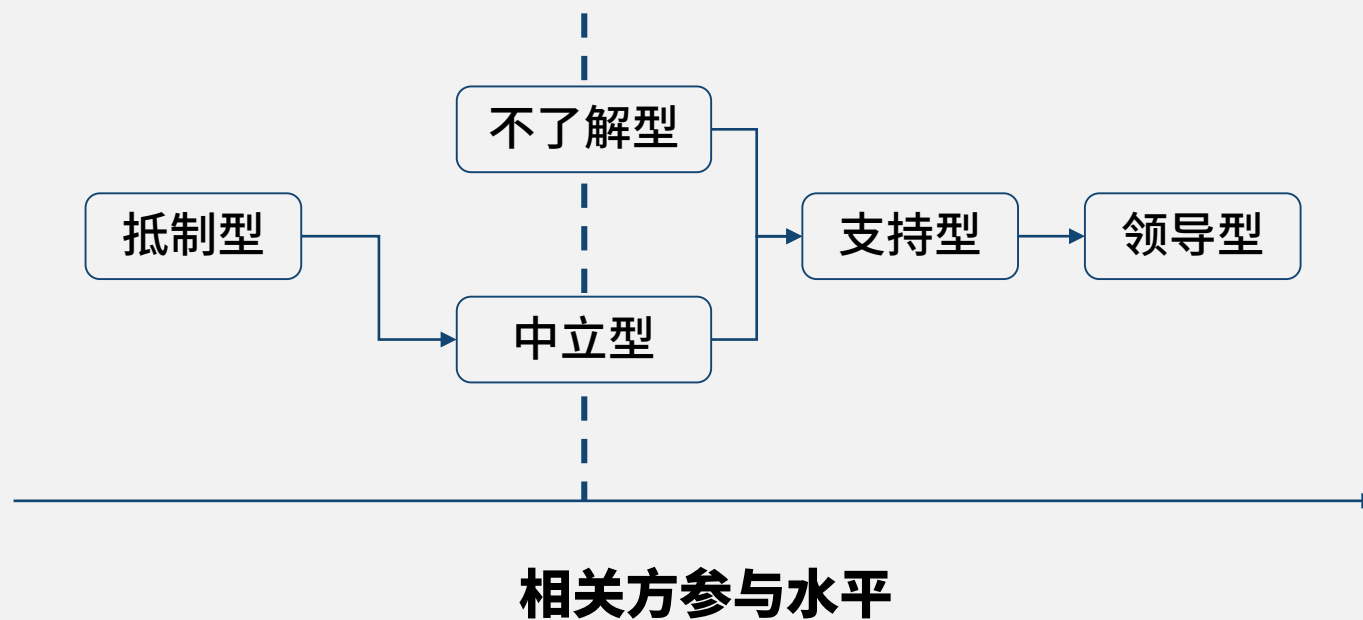 不了解型
抵制型
支持型
领导型
中立型
相关方参与水平